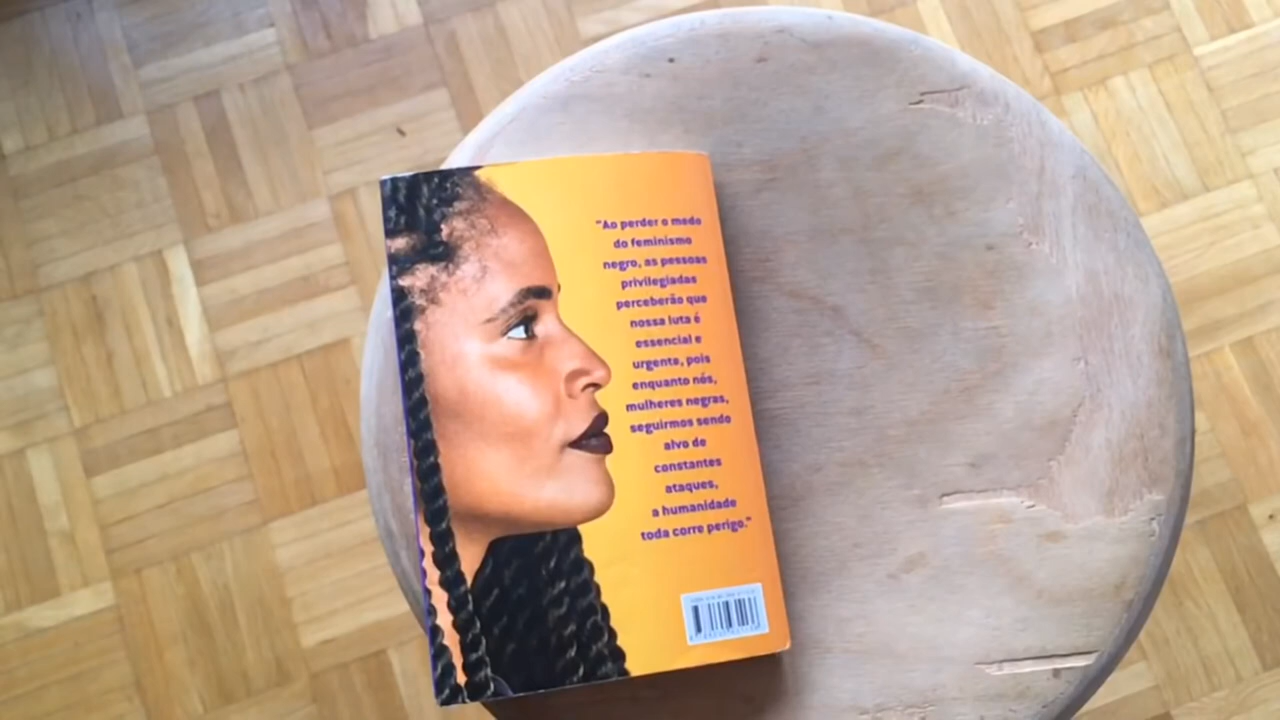 "Ao perder o medo
do feminismo
negro, as pessoas
privilegiadas
perceberão que
nossa luta é
essencial e
urgente, pois
enquanto nós,
mulheres negras,
seguirmos sendo
alvo de
constantes
ataques,
a humanidade
toda corre perigo."